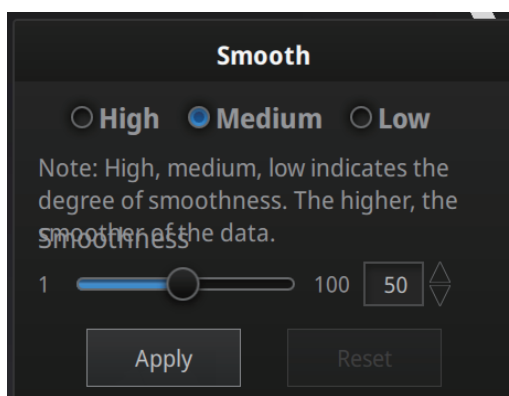 Smooth
High Medium Low
Note: High, medium, low indicates the
degree of smoothness. The higher, the
smoother of the data.
Smoothness
1 100 50
Apply Reset